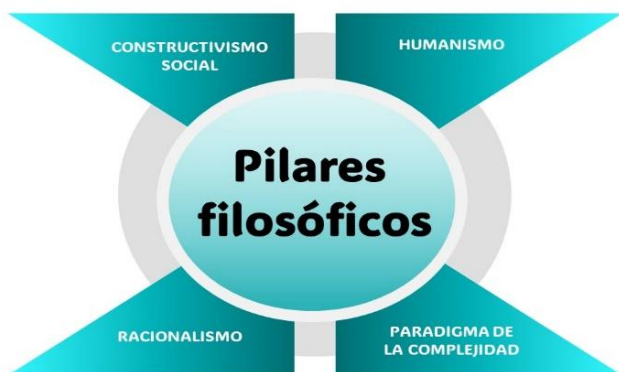 CONSTRUCTIVISMO
SOCIAL
HUMANISMO
Pilares
filosóficos
RACIONALISMO
PARADIGMA DE
LA COMPLEJIDAD